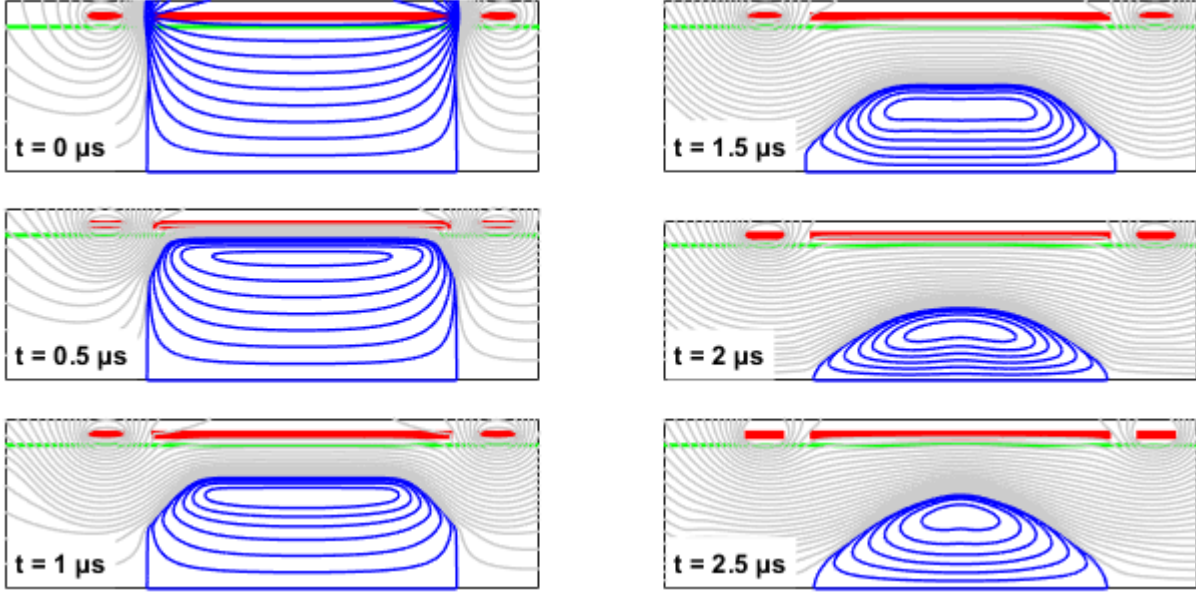 t = 0 µs
t = 0.5 µs
t = 1 µs
t = 1.5 µs
t = 2 µs
t = 2.5 µs